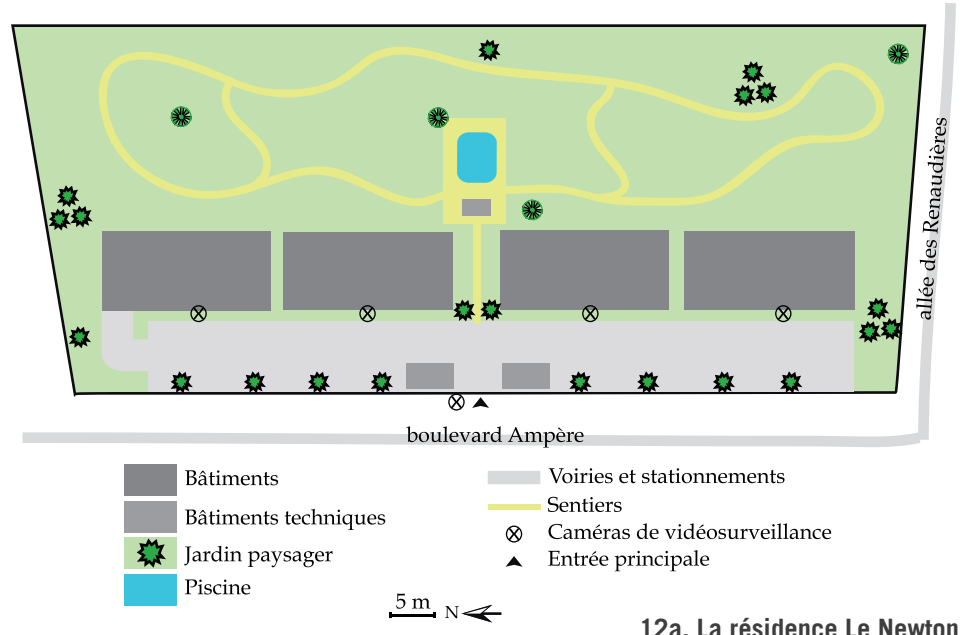 allée des Renaudières
boulevard Ampère
Bâtiments
Bâtiments techniques
Jardin paysager
Piscine
Voiries et stationnements
Sentiers
Caméras de vidéosurveillance
Entrée principale
5 m N
12a. La résidence Le Newton